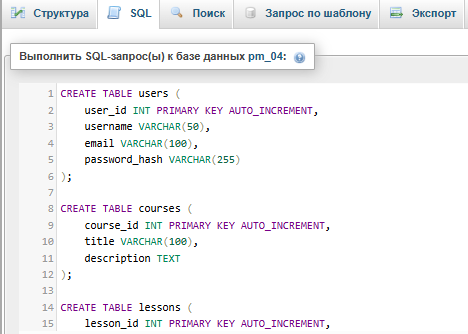 Структура SQL Поиск Запрос по шаблону Экспорт
Выполнить SQL-запрос(ы) к базе данных pm_04:
1 CREATE TABLE users (
2 user_id INT PRIMARY KEY AUTO_INCREMENT,
3 username VARCHAR(50),
4 email VARCHAR(100),
5 password_hash VARCHAR(255)
6 );
7
8 CREATE TABLE courses (
9 course_id INT PRIMARY KEY AUTO_INCREMENT,
10 title VARCHAR(100),
11 description TEXT
12 );
13
14 CREATE TABLE lessons (
15 lesson_id INT PRIMARY KEY AUTO_INCREMENT,